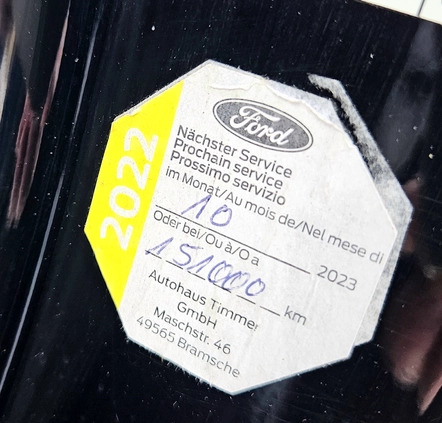 2022
Ford
Nächster Service
Prochain service
Prossimo servizio
im Monat/Au mois de/Nel mese di
10
2023
Oder bei/Ou à/O a
151000 km
Autohaus Timmer
GmbH
Maschstr. 46
49565 Bramsche